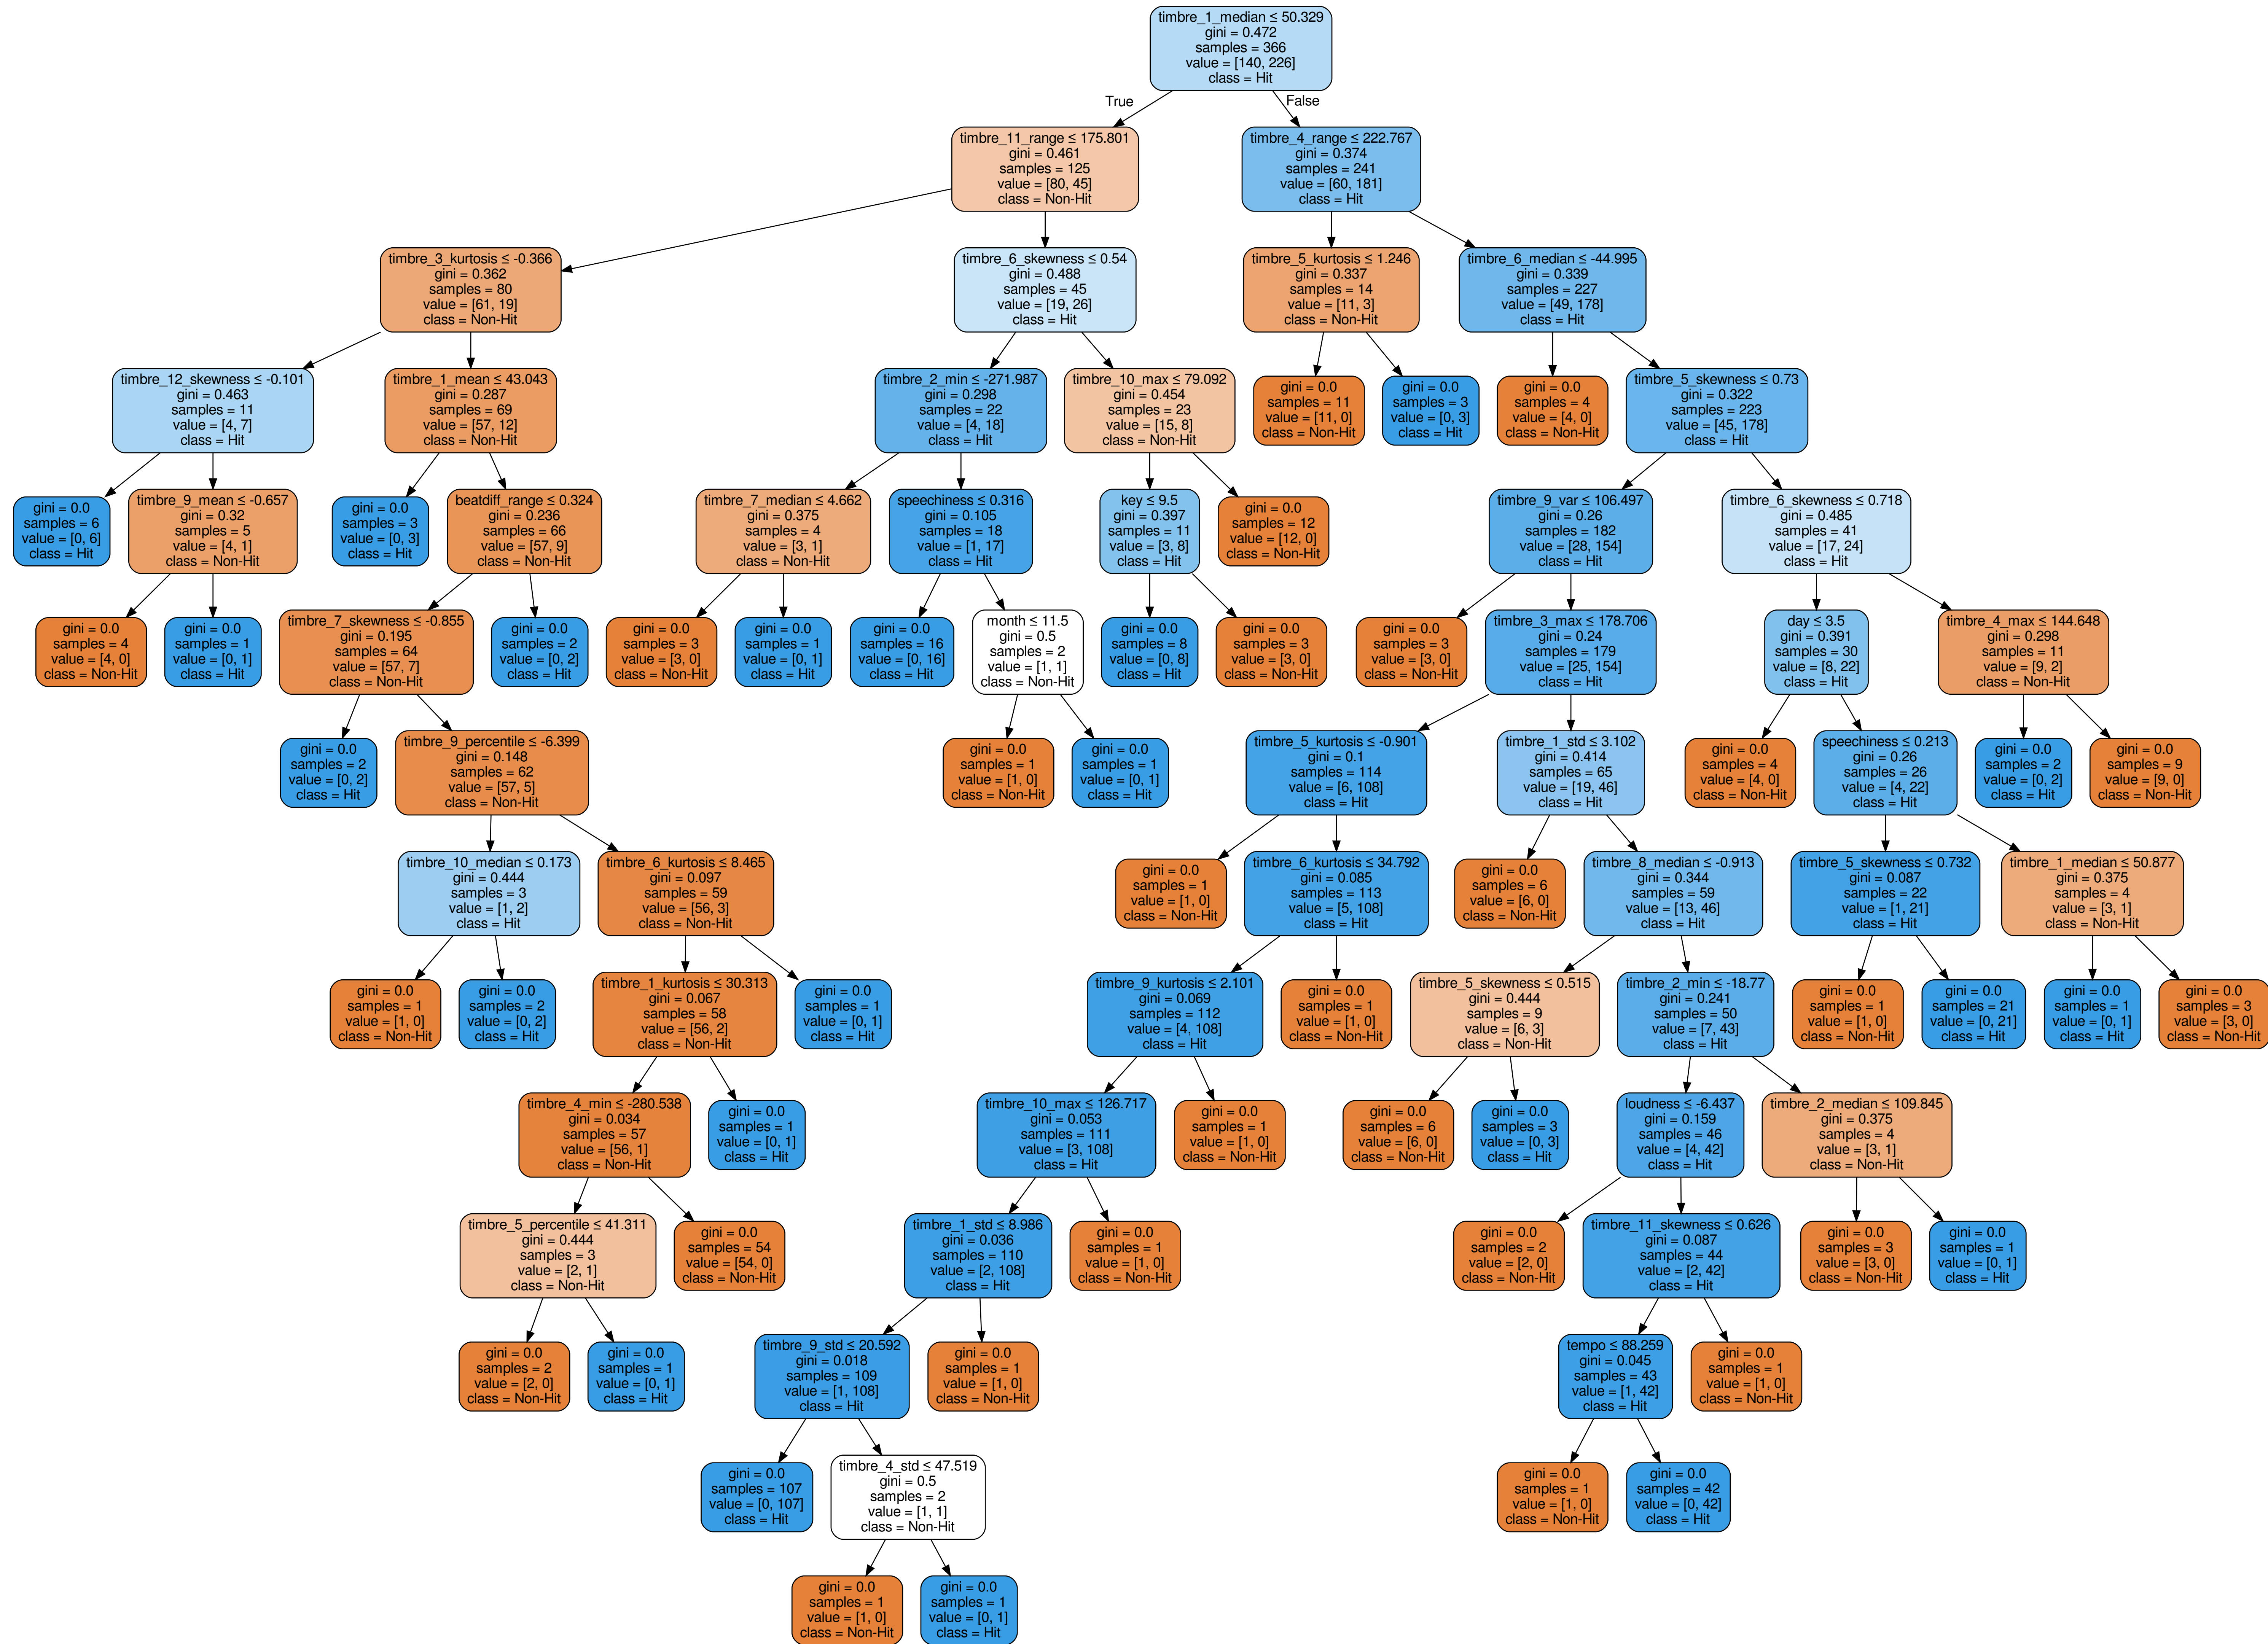 timbre_1_median ≤ 50.329
gini = 0.472
samples = 366
value = [140, 226]
class = Hit
True
False
timbre_11_range ≤ 175.801
gini = 0.461
samples = 125
value = [80, 45]
class = Non-Hit
timbre_4_range ≤ 222.767
gini = 0.374
samples = 241
value = [60, 181]
class = Hit
timbre_3_kurtosis ≤ -0.366
gini = 0.362
samples = 80
value = [61, 19]
class = Non-Hit
timbre_6_skewness ≤ 0.54
gini = 0.488
samples = 45
value = [19, 26]
class = Hit
timbre_5_kurtosis ≤ 1.246
gini = 0.337
samples = 14
value = [11, 3]
class = Non-Hit
timbre_6_median ≤ -44.995
gini = 0.339
samples = 227
value = [49, 178]
class = Hit
timbre_12_skewness ≤ -0.101
gini = 0.463
samples = 11
value = [4, 7]
class = Hit
timbre_1_mean ≤ 43.043
gini = 0.287
samples = 69
value = [57, 12]
class = Non-Hit
timbre_2_min ≤ -271.987
gini = 0.298
samples = 22
value = [4, 18]
class = Hit
timbre_10_max ≤ 79.092
gini = 0.454
samples = 23
value = [15, 8]
class = Non-Hit
gini = 0.0
samples = 11
value = [11, 0]
class = Non-Hit
gini = 0.0
samples = 3
value = [0, 3]
class = Hit
gini = 0.0
samples = 4
value = [4, 0]
class = Non-Hit
timbre_5_skewness ≤ 0.73
gini = 0.322
samples = 223
value = [45, 178]
class = Hit
gini = 0.0
samples = 6
value = [0, 6]
class = Hit
timbre_9_mean ≤ -0.657
gini = 0.32
samples = 5
value = [4, 1]
class = Non-Hit
gini = 0.0
samples = 3
value = [0, 3]
class = Hit
beatdiff_range ≤ 0.324
gini = 0.236
samples = 66
value = [57, 9]
class = Non-Hit
timbre_7_median ≤ 4.662
gini = 0.375
samples = 4
value = [3, 1]
class = Non-Hit
speechiness ≤ 0.316
gini = 0.105
samples = 18
value = [1, 17]
class = Hit
key ≤ 9.5
gini = 0.397
samples = 11
value = [3, 8]
class = Hit
gini = 0.0
samples = 12
value = [12, 0]
class = Non-Hit
timbre_9_var ≤ 106.497
gini = 0.26
samples = 182
value = [28, 154]
class = Hit
timbre_6_skewness ≤ 0.718
gini = 0.485
samples = 41
value = [17, 24]
class = Hit
gini = 0.0
samples = 4
value = [4, 0]
class = Non-Hit
gini = 0.0
samples = 1
value = [0, 1]
class = Hit
timbre_7_skewness ≤ -0.855
gini = 0.195
samples = 64
value = [57, 7]
class = Non-Hit
gini = 0.0
samples = 2
value = [0, 2]
class = Hit
gini = 0.0
samples = 3
value = [3, 0]
class = Non-Hit
gini = 0.0
samples = 1
value = [0, 1]
class = Hit
gini = 0.0
samples = 16
value = [0, 16]
class = Hit
month ≤ 11.5
gini = 0.5
samples = 2
value = [1, 1]
class = Non-Hit
gini = 0.0
samples = 8
value = [0, 8]
class = Hit
gini = 0.0
samples = 3
value = [3, 0]
class = Non-Hit
gini = 0.0
samples = 3
value = [3, 0]
class = Non-Hit
timbre_3_max ≤ 178.706
gini = 0.24
samples = 179
value = [25, 154]
class = Hit
day ≤ 3.5
gini = 0.391
samples = 30
value = [8, 22]
class = Hit
timbre_4_max ≤ 144.648
gini = 0.298
samples = 11
value = [9, 2]
class = Non-Hit
gini = 0.0
samples = 2
value = [0, 2]
class = Hit
timbre_9_percentile ≤ -6.399
gini = 0.148
samples = 62
value = [57, 5]
class = Non-Hit
gini = 0.0
samples = 1
value = [1, 0]
class = Non-Hit
gini = 0.0
samples = 1
value = [0, 1]
class = Hit
timbre_5_kurtosis ≤ -0.901
gini = 0.1
samples = 114
value = [6, 108]
class = Hit
timbre_1_std ≤ 3.102
gini = 0.414
samples = 65
value = [19, 46]
class = Hit
gini = 0.0
samples = 4
value = [4, 0]
class = Non-Hit
speechiness ≤ 0.213
gini = 0.26
samples = 26
value = [4, 22]
class = Hit
gini = 0.0
samples = 2
value = [0, 2]
class = Hit
gini = 0.0
samples = 9
value = [9, 0]
class = Non-Hit
timbre_10_median ≤ 0.173
gini = 0.444
samples = 3
value = [1, 2]
class = Hit
timbre_6_kurtosis ≤ 8.465
gini = 0.097
samples = 59
value = [56, 3]
class = Non-Hit
gini = 0.0
samples = 1
value = [1, 0]
class = Non-Hit
timbre_6_kurtosis ≤ 34.792
gini = 0.085
samples = 113
value = [5, 108]
class = Hit
gini = 0.0
samples = 6
value = [6, 0]
class = Non-Hit
timbre_8_median ≤ -0.913
gini = 0.344
samples = 59
value = [13, 46]
class = Hit
timbre_5_skewness ≤ 0.732
gini = 0.087
samples = 22
value = [1, 21]
class = Hit
timbre_1_median ≤ 50.877
gini = 0.375
samples = 4
value = [3, 1]
class = Non-Hit
gini = 0.0
samples = 1
value = [1, 0]
class = Non-Hit
gini = 0.0
samples = 2
value = [0, 2]
class = Hit
timbre_1_kurtosis ≤ 30.313
gini = 0.067
samples = 58
value = [56, 2]
class = Non-Hit
gini = 0.0
samples = 1
value = [0, 1]
class = Hit
timbre_9_kurtosis ≤ 2.101
gini = 0.069
samples = 112
value = [4, 108]
class = Hit
gini = 0.0
samples = 1
value = [1, 0]
class = Non-Hit
timbre_5_skewness ≤ 0.515
gini = 0.444
samples = 9
value = [6, 3]
class = Non-Hit
timbre_2_min ≤ -18.77
gini = 0.241
samples = 50
value = [7, 43]
class = Hit
gini = 0.0
samples = 1
value = [1, 0]
class = Non-Hit
gini = 0.0
samples = 21
value = [0, 21]
class = Hit
gini = 0.0
samples = 1
value = [0, 1]
class = Hit
gini = 0.0
samples = 3
value = [3, 0]
class = Non-Hit
timbre_4_min ≤ -280.538
gini = 0.034
samples = 57
value = [56, 1]
class = Non-Hit
gini = 0.0
samples = 1
value = [0, 1]
class = Hit
timbre_10_max ≤ 126.717
gini = 0.053
samples = 111
value = [3, 108]
class = Hit
gini = 0.0
samples = 1
value = [1, 0]
class = Non-Hit
gini = 0.0
samples = 6
value = [6, 0]
class = Non-Hit
gini = 0.0
samples = 3
value = [0, 3]
class = Hit
loudness ≤ -6.437
gini = 0.159
samples = 46
value = [4, 42]
class = Hit
timbre_2_median ≤ 109.845
gini = 0.375
samples = 4
value = [3, 1]
class = Non-Hit
timbre_5_percentile ≤ 41.311
gini = 0.444
samples = 3
value = [2, 1]
class = Non-Hit
gini = 0.0
samples = 54
value = [54, 0]
class = Non-Hit
timbre_1_std ≤ 8.986
gini = 0.036
samples = 110
value = [2, 108]
class = Hit
gini = 0.0
samples = 1
value = [1, 0]
class = Non-Hit
gini = 0.0
samples = 2
value = [2, 0]
class = Non-Hit
timbre_11_skewness ≤ 0.626
gini = 0.087
samples = 44
value = [2, 42]
class = Hit
gini = 0.0
samples = 3
value = [3, 0]
class = Non-Hit
gini = 0.0
samples = 1
value = [0, 1]
class = Hit
gini = 0.0
samples = 2
value = [2, 0]
class = Non-Hit
gini = 0.0
samples = 1
value = [0, 1]
class = Hit
timbre_9_std ≤ 20.592
gini = 0.018
samples = 109
value = [1, 108]
class = Hit
gini = 0.0
samples = 1
value = [1, 0]
class = Non-Hit
tempo ≤ 88.259
gini = 0.045
samples = 43
value = [1, 42]
class = Hit
gini = 0.0
samples = 1
value = [1, 0]
class = Non-Hit
gini = 0.0
samples = 107
value = [0, 107]
class = Hit
timbre_4_std ≤ 47.519
gini = 0.5
samples = 2
value = [1, 1]
class = Non-Hit
gini = 0.0
samples = 1
value = [1, 0]
class = Non-Hit
gini = 0.0
samples = 42
value = [0, 42]
class = Hit
gini = 0.0
samples = 1
value = [1, 0]
class = Non-Hit
gini = 0.0
samples = 1
value = [0, 1]
class = Hit